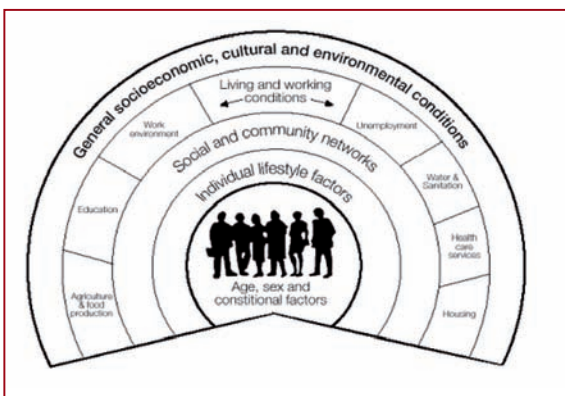 General socioeconomic, cultural and environmental conditions
Living and working
conditions
Work
environment
Unemployment
Education
Water &
Sanitation
Agriculture
& food
production
Health
care
services
Housing
Social and community networks
Individual lifestyle factors
Age, sex and
constitional factors